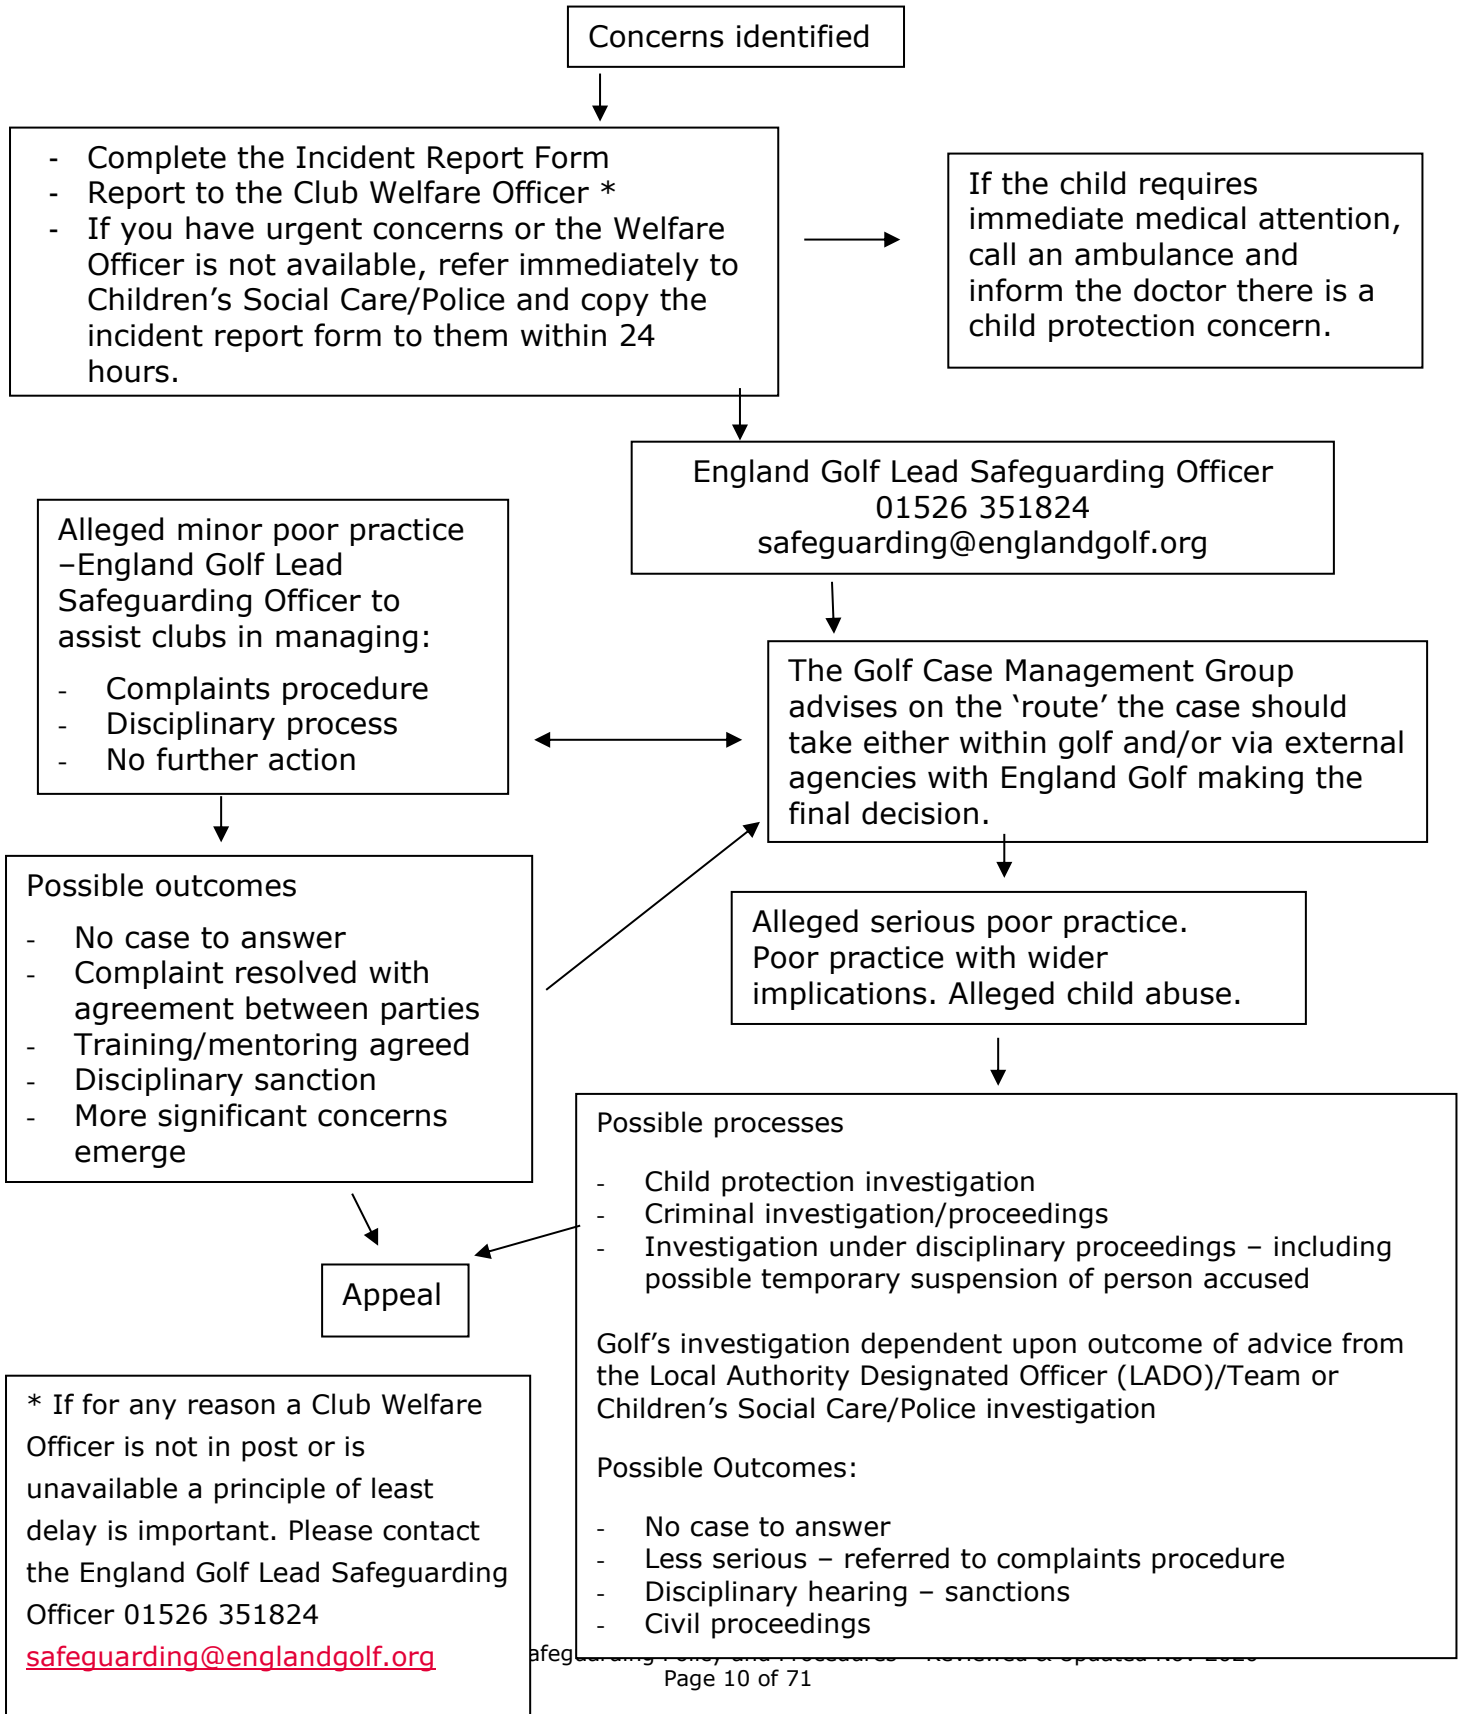 Concerns identified
- Complete the Incident Report Form
- Report to the Club Welfare Officer *
- If you have urgent concerns or the Welfare
Officer is not available, refer immediately to
Children’s Social Care/Police and copy the
incident report form to them within 24
hours.
If the child requires
immediate medical attention,
call an ambulance and
inform the doctor there is a
child protection concern.
England Golf Lead Safeguarding Officer
01526 351824
safeguarding@englandgolf.org
Alleged minor poor practice
–England Golf Lead
Safeguarding Officer to
assist clubs in managing:
- Complaints procedure
- Disciplinary process
- No further action
The Golf Case Management Group
advises on the ‘route’ the case should
take either within golf and/or via external
agencies with England Golf making the
final decision.
Possible outcomes
- No case to answer
- Complaint resolved with
agreement between parties
- Training/mentoring agreed
- Disciplinary sanction
- More significant concerns
emerge
Alleged serious poor practice.
Poor practice with wider
implications. Alleged child abuse.
Possible processes
- Child protection investigation
- Criminal investigation/proceedings
- Investigation under disciplinary proceedings – including
possible temporary suspension of person accused
Golf’s investigation dependent upon outcome of advice from
the Local Authority Designated Officer (LADO)/Team or
Children’s Social Care/Police investigation
Possible Outcomes:
- No case to answer
- Less serious – referred to complaints procedure
- Disciplinary hearing – sanctions
- Civil proceedings
Appeal
* If for any reason a Club Welfare
Officer is not in post or is
unavailable a principle of least
delay is important. Please contact
the England Golf Lead Safeguarding
Officer 01526 351824
safeguarding@englandgolf.org
Page 10 of 71